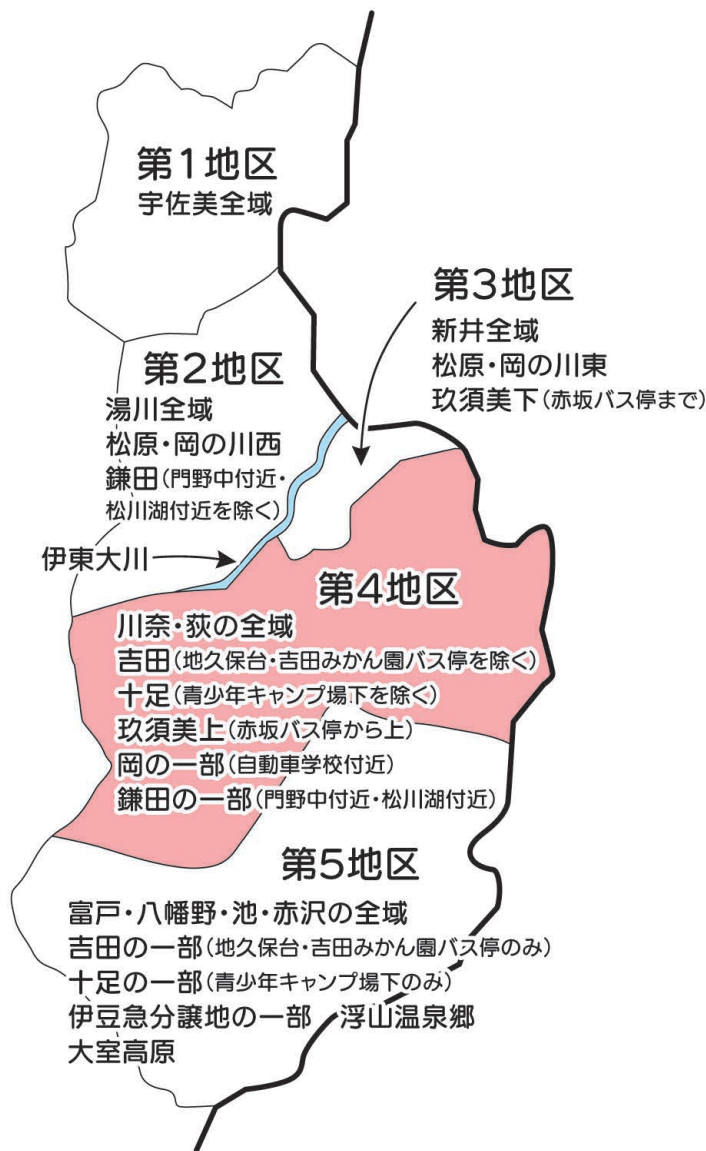 第1地区
宇佐美全域
第3地区
新井全域
松原・岡の川東
玖須美下(赤坂バス停まで)
第2地区
湯川全域
松原・岡の川西
鎌田(門野中付近・
松川湖付近を除く)
伊東大川
第4地区
川奈・荻の全域
吉田(地久保台・吉田みかん園バス停を除く)
十足(青少年キャンプ場下を除く)
玖須美上(赤坂バス停から上)
岡の一部(自動車学校付近)
鎌田の一部(門野中付近・松川湖付近)
第5地区
富戸・八幡野・池・赤沢の全域
吉田の一部(地久保台・吉田みかん園バス停のみ)
十足の一部(青少年キャンプ場下のみ)
伊豆急分譲地の一部　浮山温泉郷
大室高原